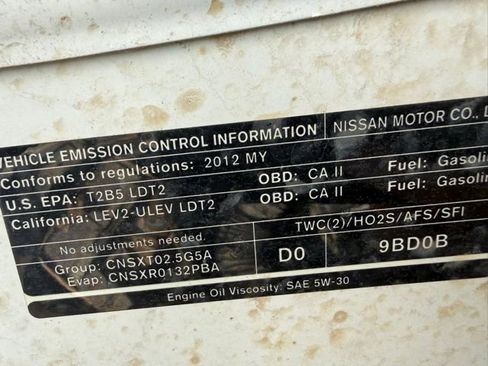 VEHICLE EMISSION CONTROL INFORMATION NISSAN MOTOR CO.,
Conforms to regulations: 2012 MY
U.S. EPA: T2B5 LDT2 OBD: CA II Fuel: Gasolin
California: LEV2-ULEV LDT2 OBD: CA II Fuel: Gasolin
No adjustments needed. TWC(2)/HO2S/AFS/SFI
Group: CNSXT02.5G5A D0 9BD0B
Evap: CNSXR0132PBA
Engine Oil Viscosity: SAE 5W-30